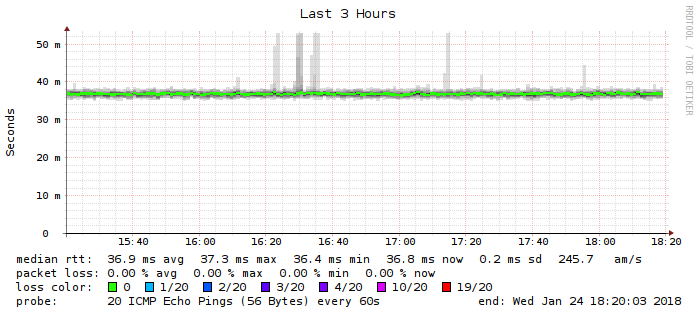 Last 3 Hours
RRDTOOL / TOBI OETIKER
Seconds
50 m
40 m
30 m
20 m
10 m
0
15:40 16:00 16:20 16:40 17:00 17:20 17:40 18:00 18:20
median rtt: 36.9 ms avg 37.3 ms max 36.4 ms min 36.8 ms now 0.2 ms sd 245.7 am/s
packet loss: 0.00 % avg 0.00 % max 0.00 % min 0.00 % now
loss color: 0 1/20 2/20 3/20 4/20 10/20 19/20
probe: 20 ICMP Echo Pings (56 Bytes) every 60s end: Wed Jan 24 18:20:03 2018